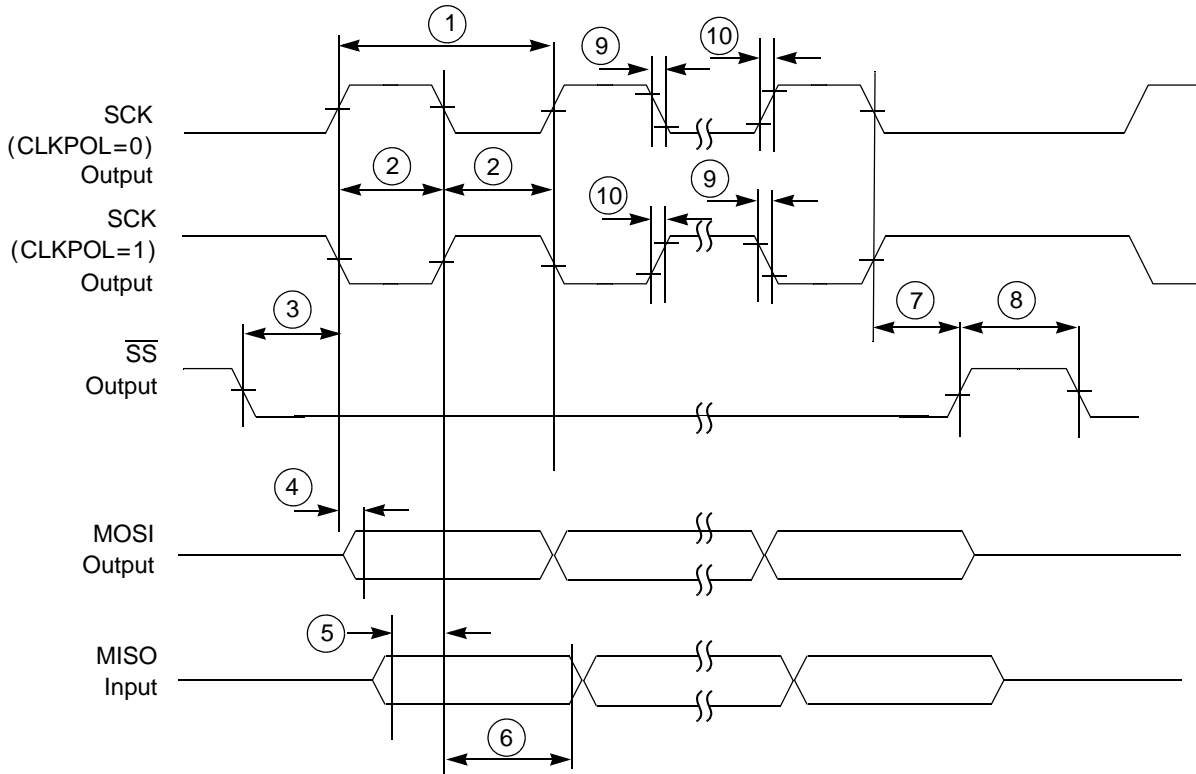 1
9
10
SCK
(CLKPOL=0)
Output
2
2
SCK
(CLKPOL=1)
Output
10
9
3
7
8
SS
Output
4
MOSI
Output
5
MISO
Input
6